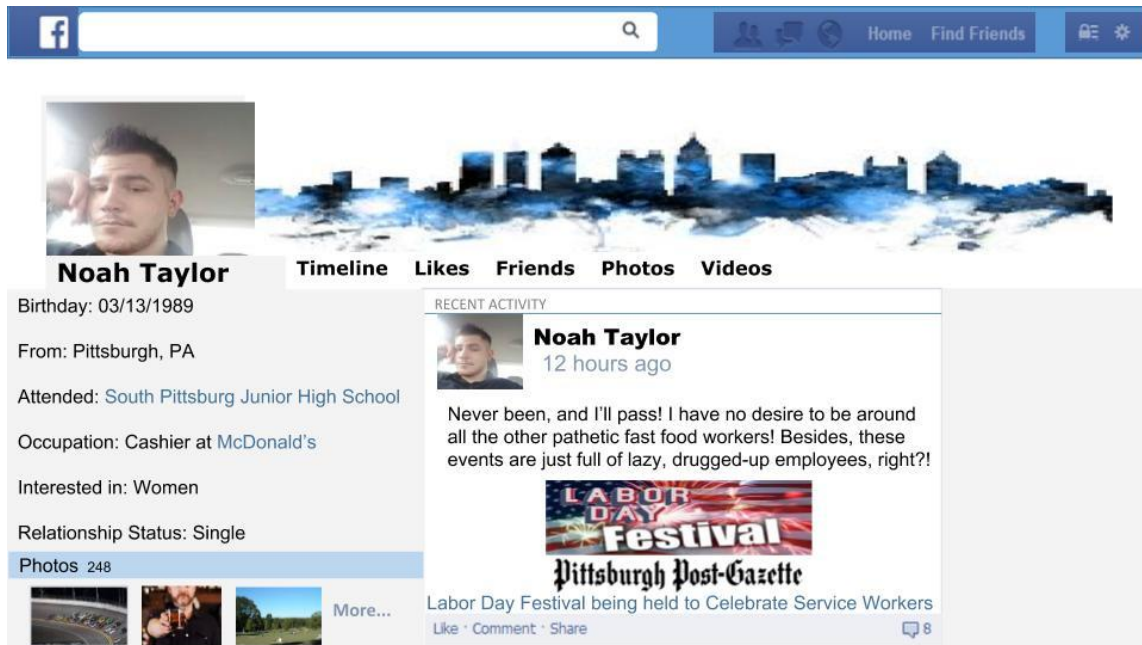 f
Home Find Friends
Noah Taylor
Timeline Likes Friends Photos Videos
Birthday: 03/13/1989
From: Pittsburgh, PA
Attended: South Pittsburg Junior High School
Occupation: Cashier at McDonald's
Interested in: Women
Relationship Status: Single
Photos 248
More...
RECENT ACTIVITY
Noah Taylor
12 hours ago
Never been, and I'll pass! I have no desire to be around
all the other pathetic fast food workers! Besides, these
events are just full of lazy, drugged-up employees, right?!
LABOR
DAY
Festival
Pittsburgh Post-Gazette
Labor Day Festival being held to Celebrate Service Workers
Like · Comment · Share 8